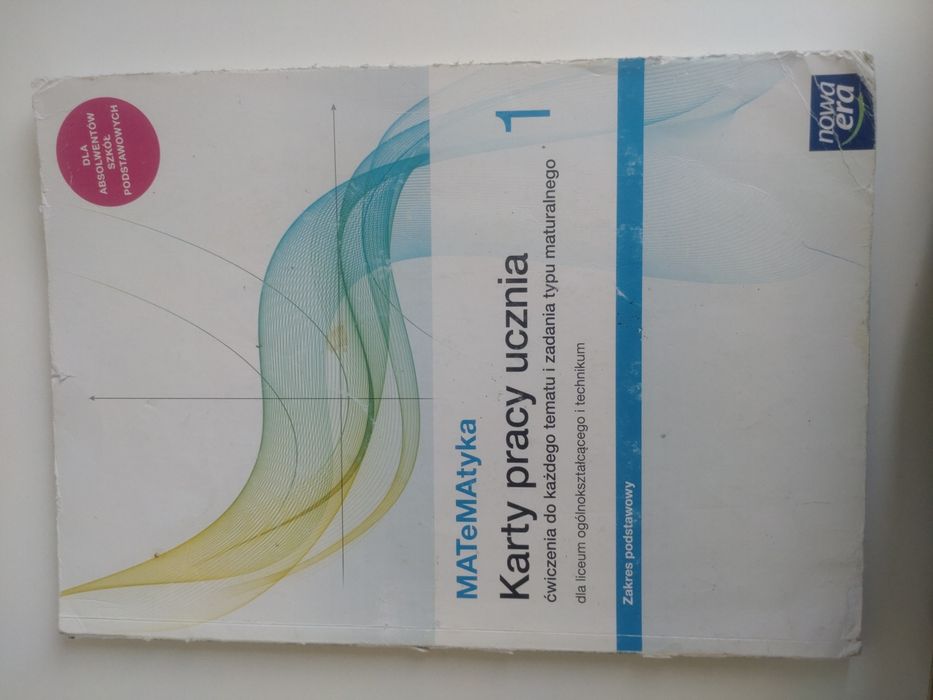 DLA
ABSOLWENTÓW
SZKÓŁ
PODSTAWOWYCH
MATeMAtyka
Karty pracy ucznia 1
ćwiczenia do każdego tematu i zadania typu maturalnego
dla liceum ogólnokształcącego i technikum
Zakres podstawowy
nowa
era